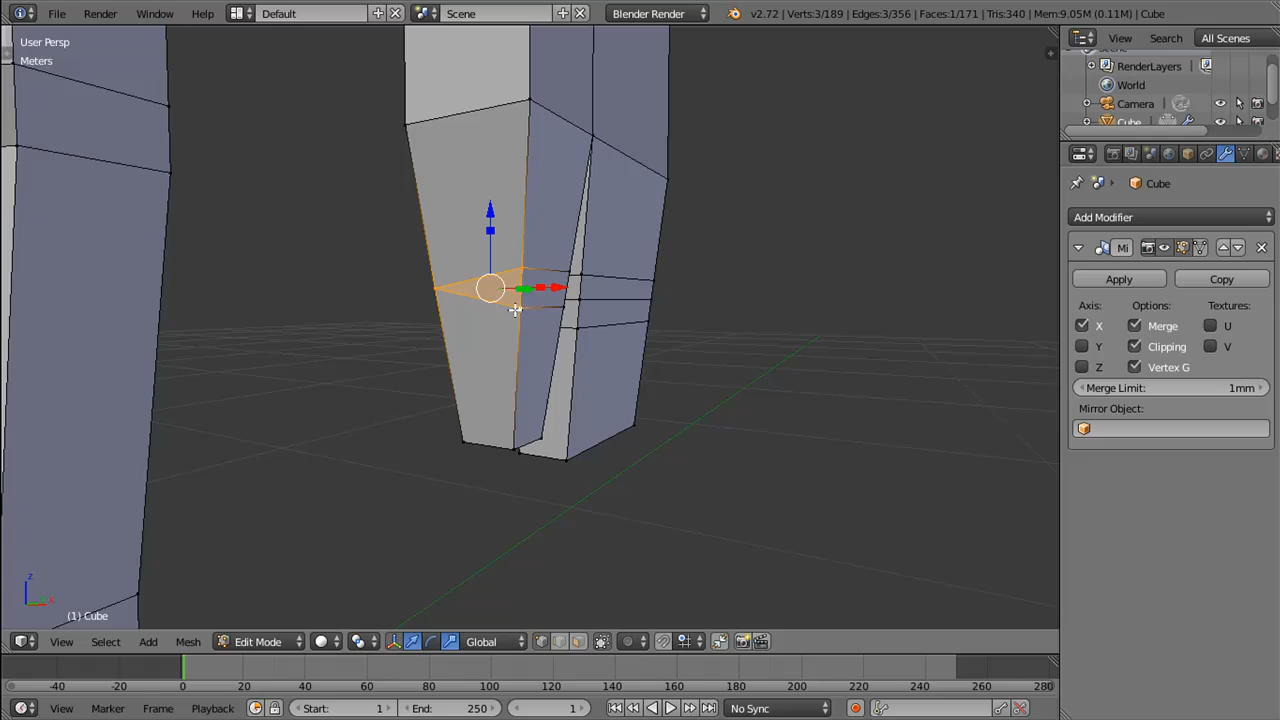 File Render Window Help Default Scene Blender Render v2.72 | Verts:3/189 | Edges:3/356 | Faces:1/171 | Tris:340 | Mem:9.05M (0.11M) | Cube
View Search All Scenes
User Persp
Meters
RenderLayers
World
Camera
Cube
Cube
Add Modifier
Mi
Apply Copy
Axis: Options: Textures:
X Merge U
Y Clipping V
Z Vertex G
Merge Limit: 1mm
Mirror Object:
z
x
(1) Cube
View Select Add Mesh Edit Mode Global
-40 -20 0 20 40 60 80 100 120 140 160 180 200 220 240 260 280
View Marker Frame Playback Start: 1 End: 250 1 No Sync